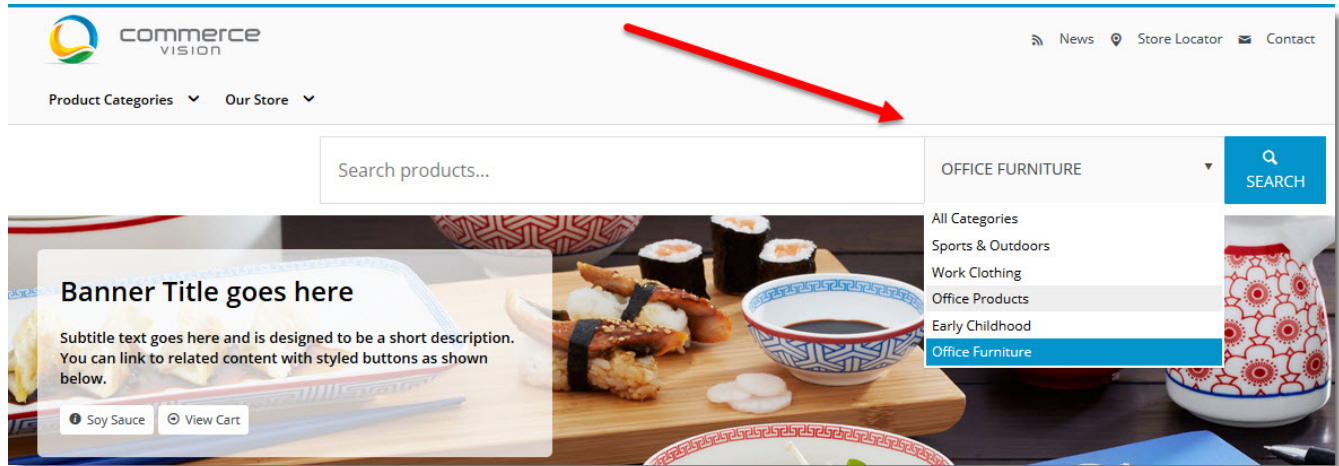 commerce
VISION
News Store Locator Contact
Product Categories Our Store
Search products...
OFFICE FURNITURE
SEARCH
All Categories
Sports & Outdoors
Work Clothing
Office Products
Early Childhood
Office Furniture
Banner Title goes here
Subtitle text goes here and is designed to be a short description.
You can link to related content with styled buttons as shown
below.
Soy Sauce View Cart